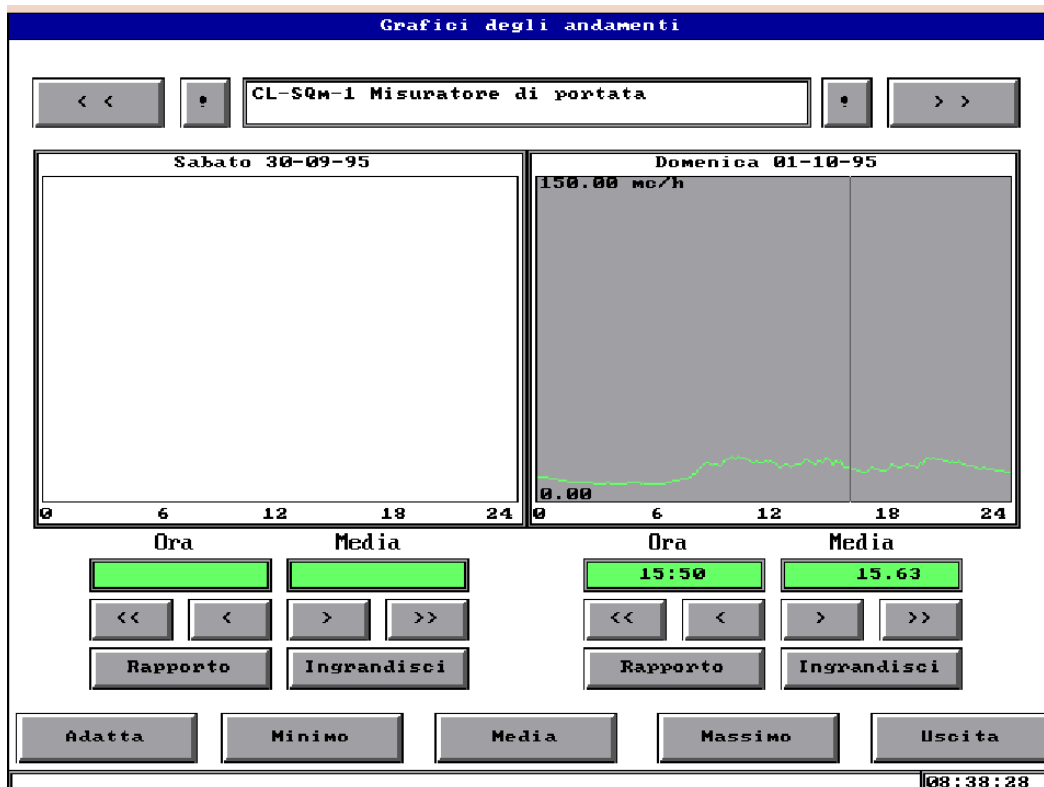 Grafici degli andamenti
< < ! CL-SQm-1 Misuratore di portata ! > >
Sabato 30-09-95
0 6 12 18 24
Domenica 01-10-95
150.00 mc/h
0.00
0 6 12 18 24
Ora Media
<< < > >>
Rapporto Ingrandisci
Ora Media
15:50 15.63
<< < > >>
Rapporto Ingrandisci
Adatta Minimo Media Massimo Uscita
08:38:28